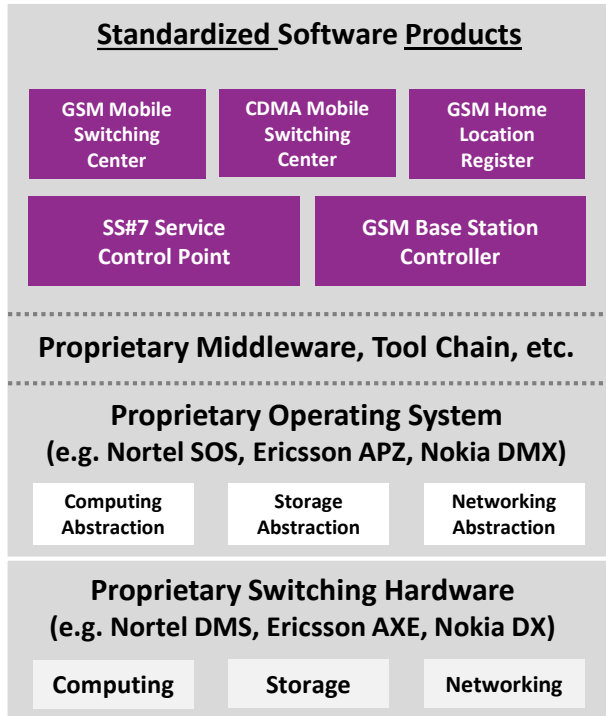 Standardized Software Products
GSM Mobile
Switching
Center
CDMA Mobile
Switching
Center
GSM Home
Location
Register
SS#7 Service
Control Point
GSM Base Station
Controller
Proprietary Middleware, Tool Chain, etc.
Proprietary Operating System
(e.g. Nortel SOS, Ericsson APZ, Nokia DMX)
Computing
Abstraction
Storage
Abstraction
Networking
Abstraction
Proprietary Switching Hardware
(e.g. Nortel DMS, Ericsson AXE, Nokia DX)
Computing
Storage
Networking